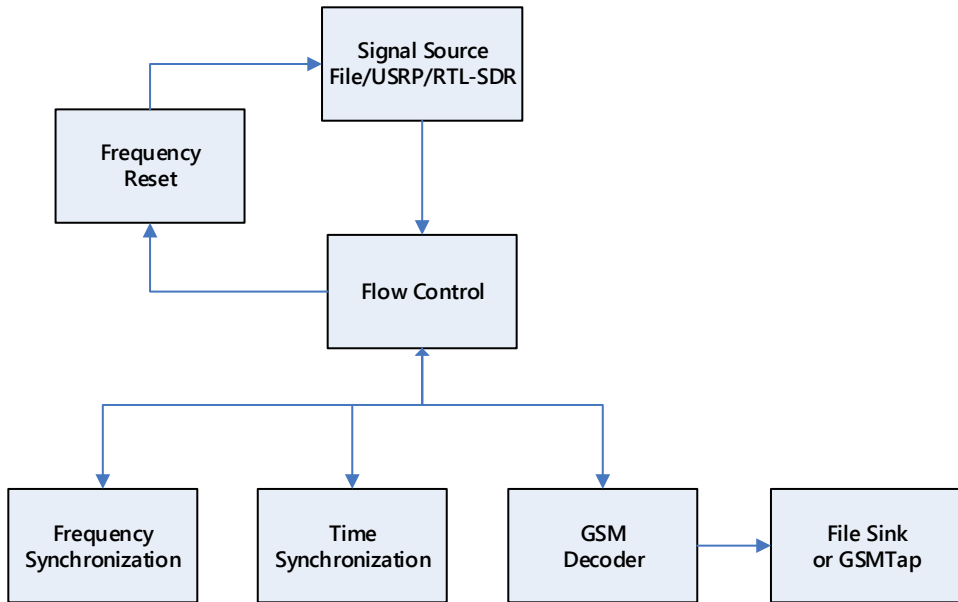 Signal Source
File/USRP/RTL-SDR
Frequency
Reset
Flow Control
Frequency
Synchronization
Time
Synchronization
GSM
Decoder
File Sink
or GSMTap